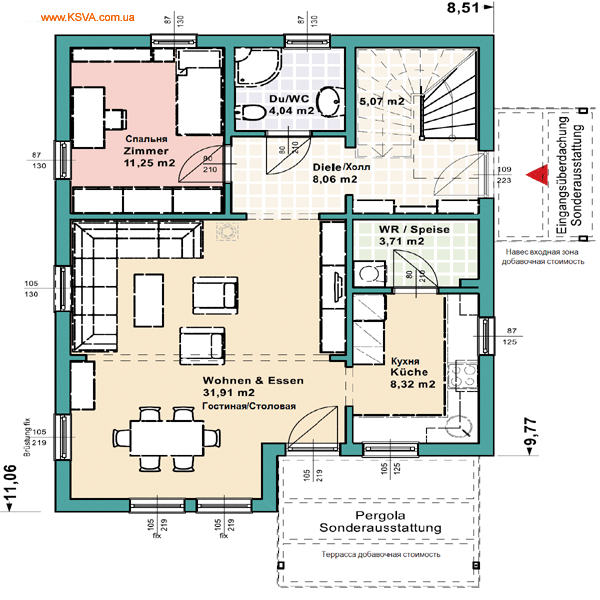 www.KSVA.com.ua
8,51
87
130
87
130
Du/WC
4,04 m2
5,07 m2
Спальня
Zimmer
11,25 m2
87
130
80
210
80
210
Diele/Холл
8,06 m2
109
223
Eingangsüberdachung
Sonderausstattung
Навес входная зона
добавочная стоимость
WR / Speise
3,71 m2
80
210
105
130
87
125
Кухня
Küche
8,32 m2
Wohnen & Essen
31,91 m2
Гостиная/Столовая
Brüstung fix
105
219
11,06
9,77
105
219
105
125
105
219
fix
105
219
fix
Pergola
Sonderausstattung
Терраса добавочная стоимость